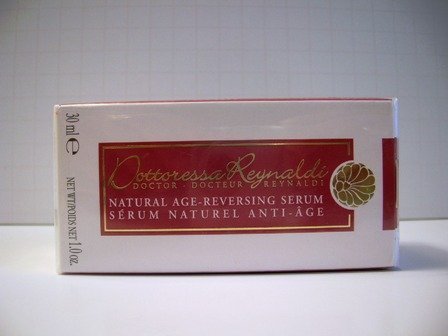 Dottoressa Reynaldi
DOCTOR - DOCTEUR REYNALDI
NATURAL AGE-REVERSING SERUM
SÉRUM NATUREL ANTI-ÂGE
30 ml e
NET WT/POIDS NET 1.0 oz.